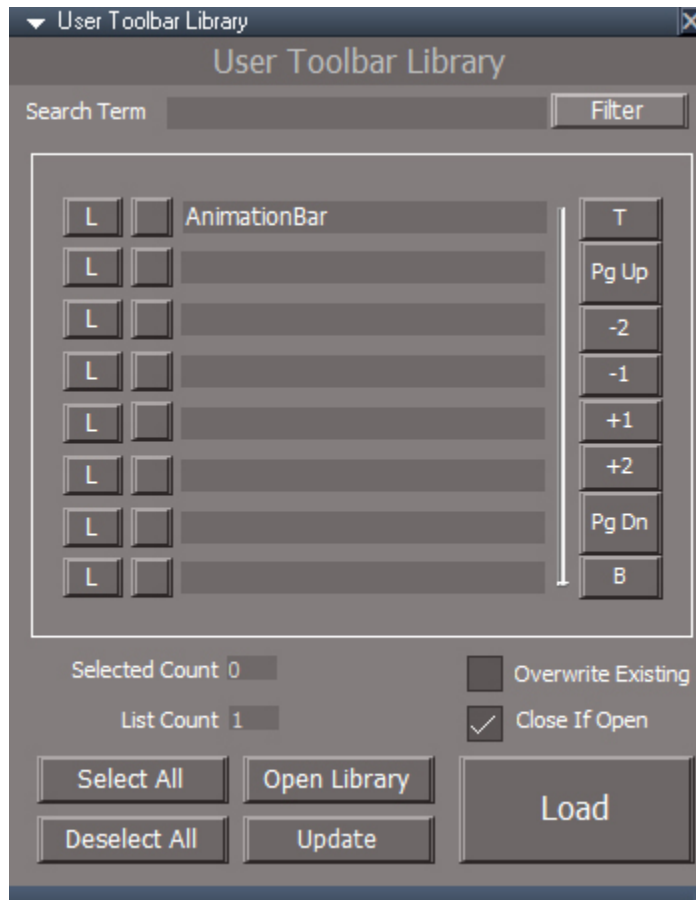 User Toolbar Library
User Toolbar Library
Search Term Filter
L AnimationBar T
L Pg Up
L -2
L -1
L +1
L +2
L Pg Dn
L B
Selected Count 0 Overwrite Existing
List Count 1 Close If Open
Select All Open Library Load
Deselect All Update